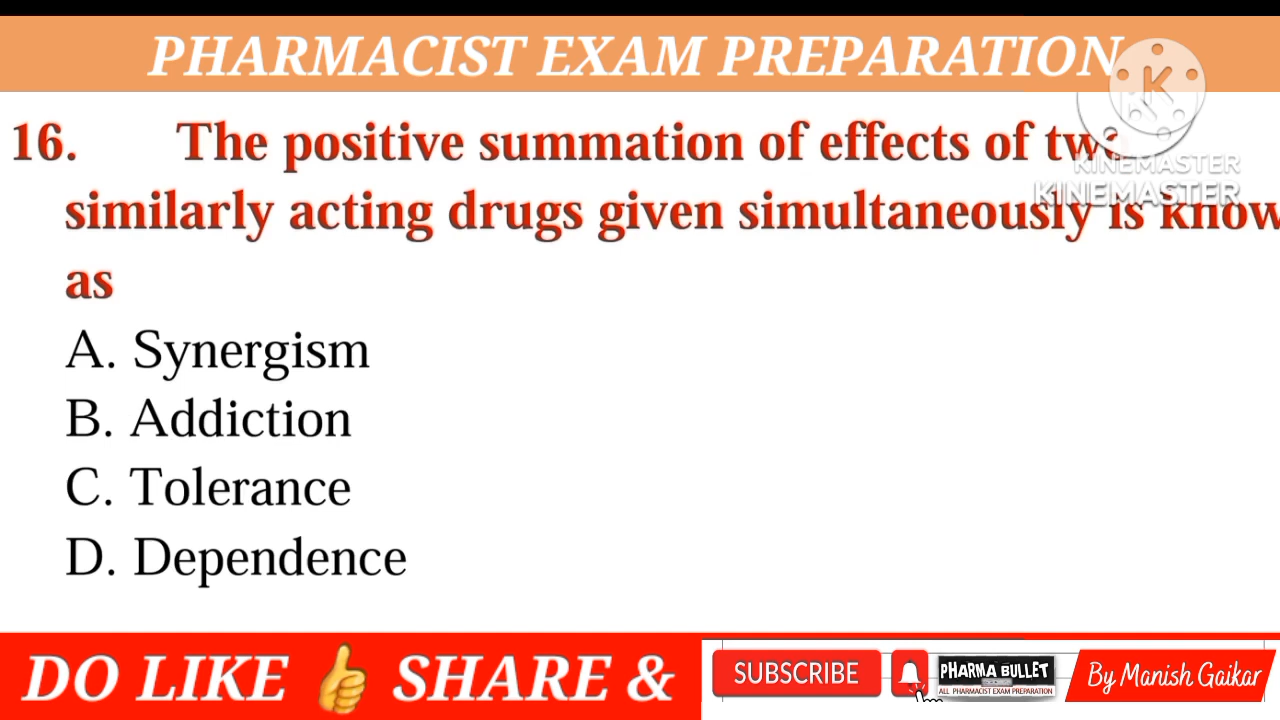 PHARMACIST EXAM PREPARATION
K
KINEMASTER
KINEMASTER
16. The positive summation of effects of two
similarly acting drugs given simultaneously is know
as
A. Synergism
B. Addiction
C. Tolerance
D. Dependence
DO LIKE 👍 SHARE &
SUBSCRIBE
PHARMA BULLET
ALL PHARMACIST EXAM PREPARATION
By Manish Gaikar